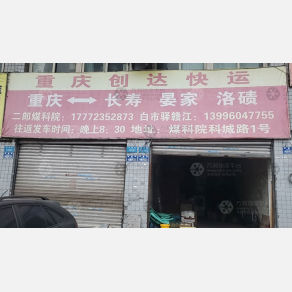 重庆创达快运
重庆⟷长寿 晏家 洛碛
二郎煤科院：17772352873 白市驿赣江：13996047755
往返发车时间：晚上8：30 地址：煤科院科城路1号